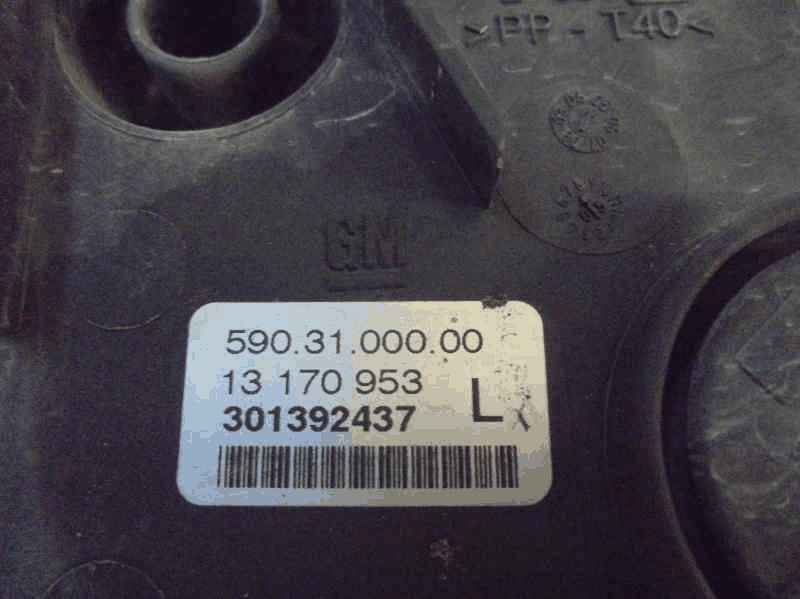 >PP-T40<
GM
590.31.000.00
13 170 953
301392437 L